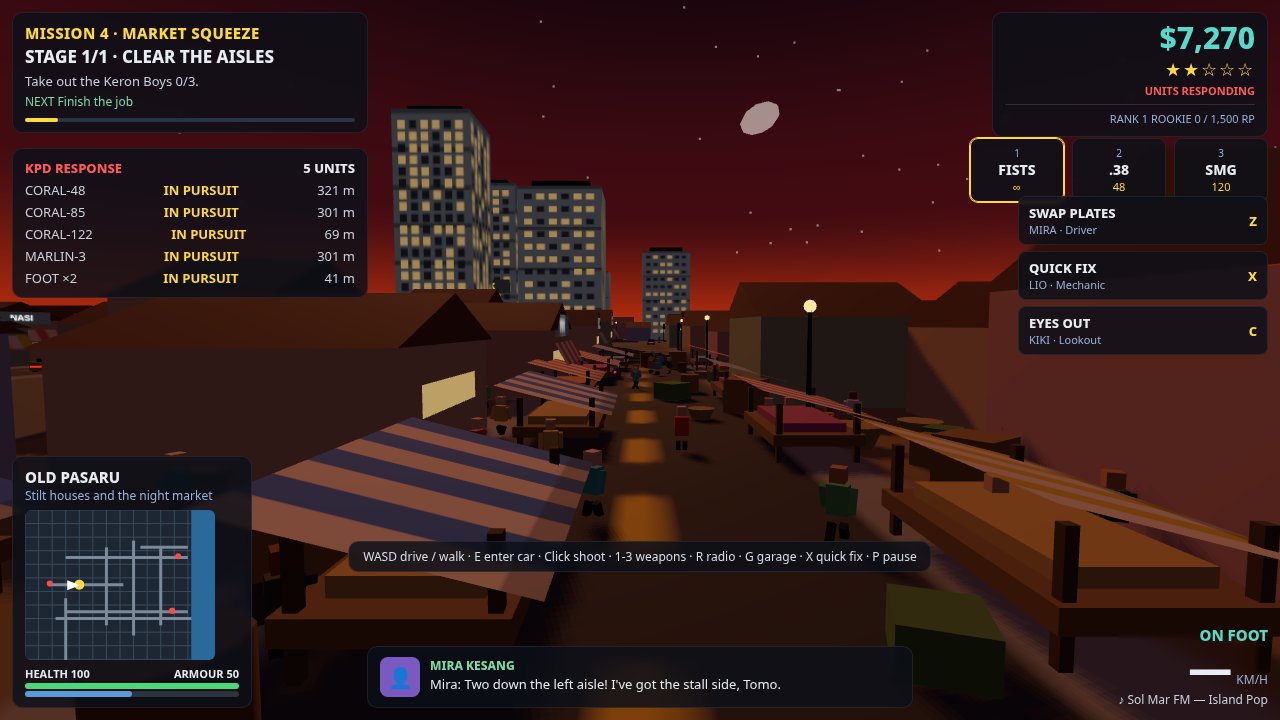 MISSION 4 · MARKET SQUEEZE
STAGE 1/1 · CLEAR THE AISLES
Take out the Keron Boys 0/3.
NEXT Finish the job
KPD RESPONSE 5 UNITS
CORAL-48 IN PURSUIT 321 m
CORAL-85 IN PURSUIT 301 m
CORAL-122 IN PURSUIT 69 m
MARLIN-3 IN PURSUIT 301 m
FOOT ×2 IN PURSUIT 41 m
$7,270
★★☆☆☆
UNITS RESPONDING
RANK 1 ROOKIE 0 / 1,500 RP
1 2 3
FISTS .38 SMG
∞ 48 120
SWAP PLATES
MIRA · Driver Z
QUICK FIX
LIO · Mechanic X
EYES OUT
KIKI · Lookout C
NASI
OLD PASARU
Stilt houses and the night market
HEALTH 100 ARMOUR 50
WASD drive / walk · E enter car · Click shoot · 1-3 weapons · R radio · G garage · X quick fix · P pause
MIRA KESANG
Mira: Two down the left aisle! I've got the stall side, Tomo.
ON FOOT
— KM/H
♪ Sol Mar FM — Island Pop